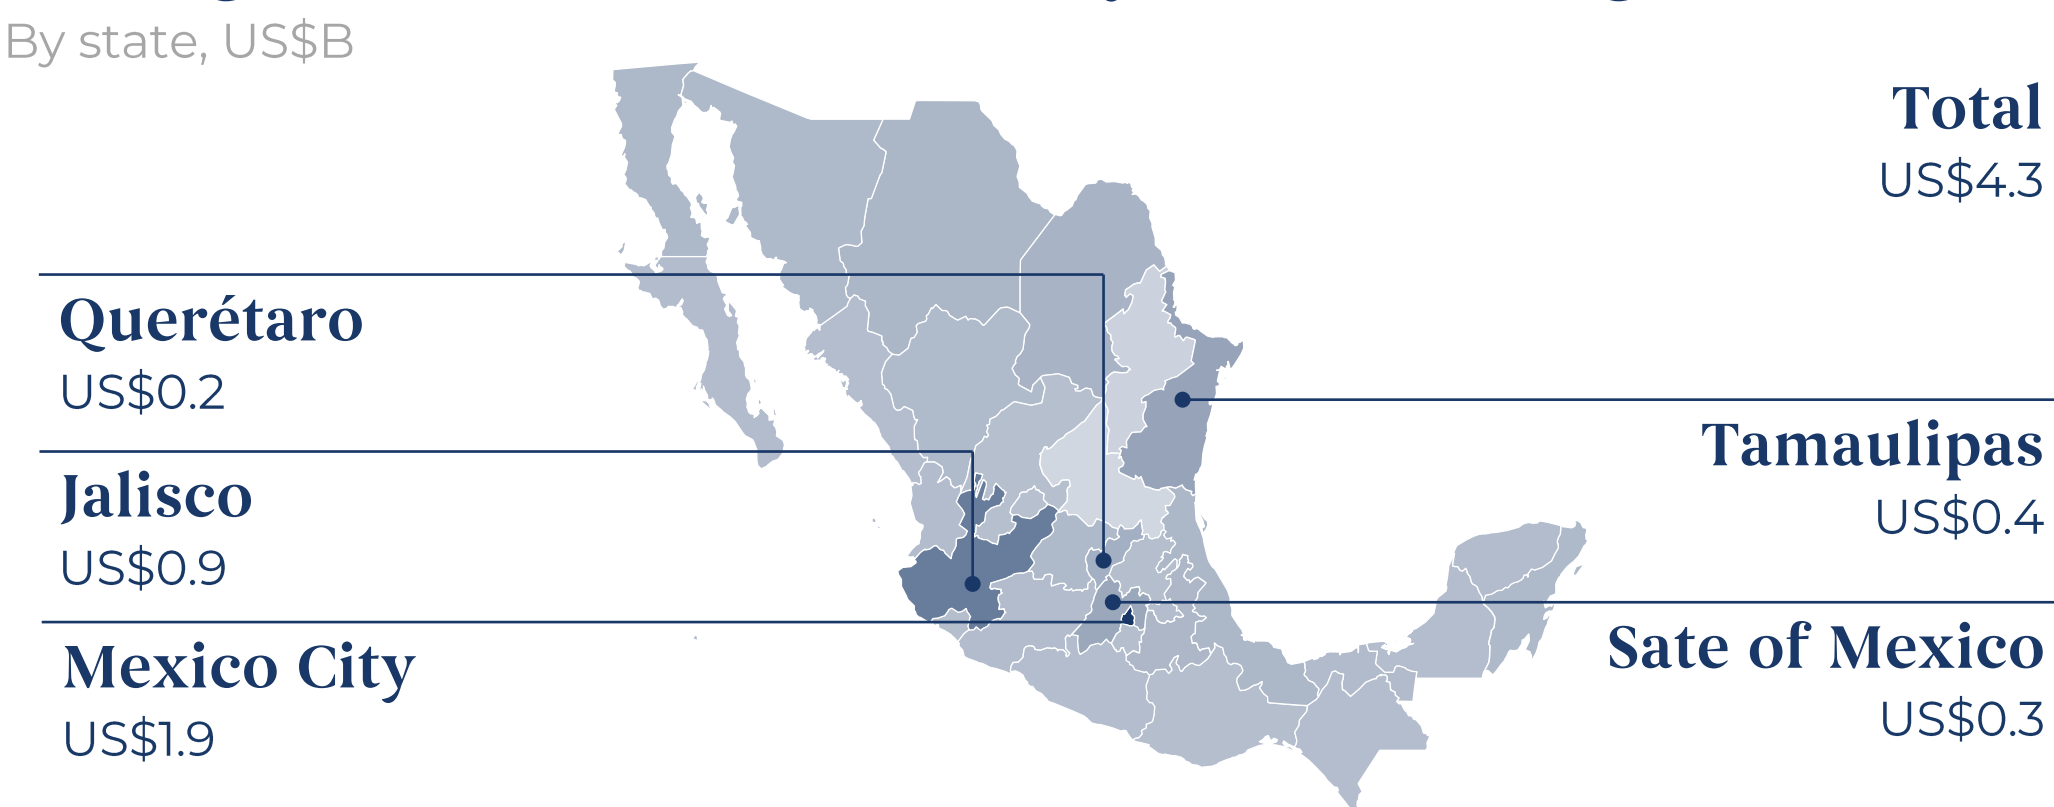 By state, US$B
Total
US$4.3
Querétaro
US$0.2
Jalisco
US$0.9
Mexico City
US$1.9
Tamaulipas
US$0.4
Sate of Mexico
US$0.3